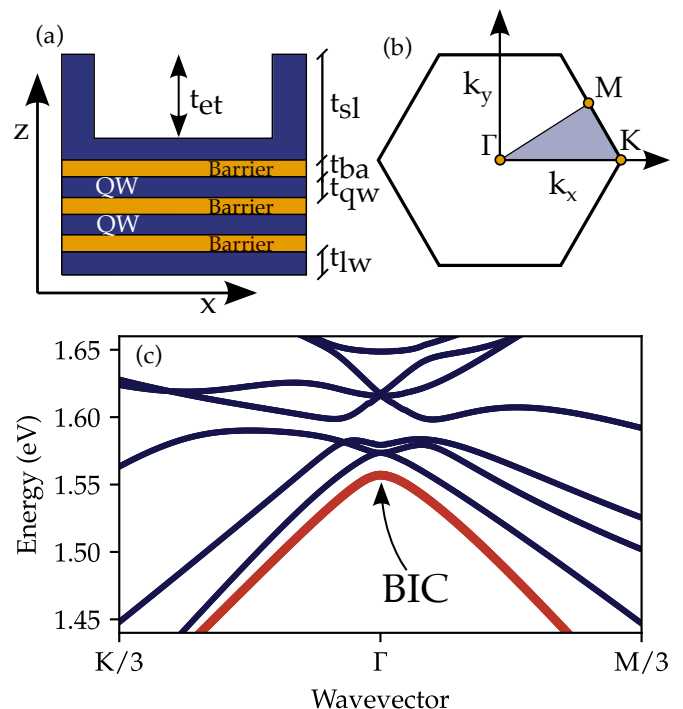 (a)
z
x
t_et
t_sl
t_ba
t_qw
t_lw
Barrier
QW
Barrier
QW
Barrier
(b)
k_y
M
Γ
K
k_x
(c)
Energy (eV)
1.65
1.60
1.55
1.50
1.45
BIC
K/3
Γ
M/3
Wavevector